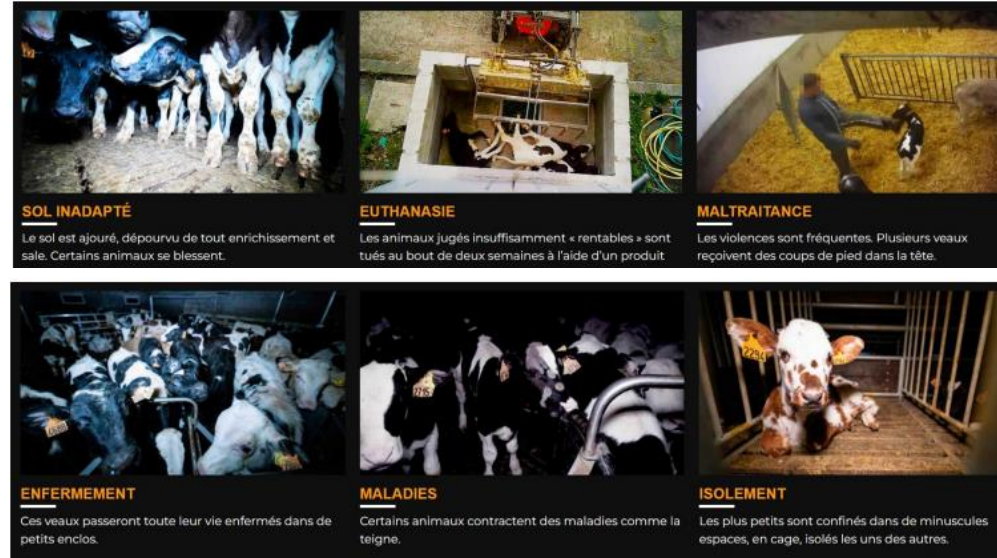 SOL INADAPTÉ
Le sol est ajouré, dépourvu de tout enrichissement et
sale. Certains animaux se blessent.
EUTHANASIE
Les animaux jugés insuffisamment « rentables » sont
tués au bout de deux semaines à l'aide d'un produit
MALTRAITANCE
Les violences sont fréquentes. Plusieurs veaux
reçoivent des coups de pied dans la tête.
ENFERMEMENT
Ces veaux passeront toute leur vie enfermés dans de
petits enclos.
MALADIES
2715
Certains animaux contractent des maladies comme la
teigne.
2294
ISOLEMENT
Les plus petits sont confinés dans de minuscules
espaces, en cage, isolés les uns des autres.